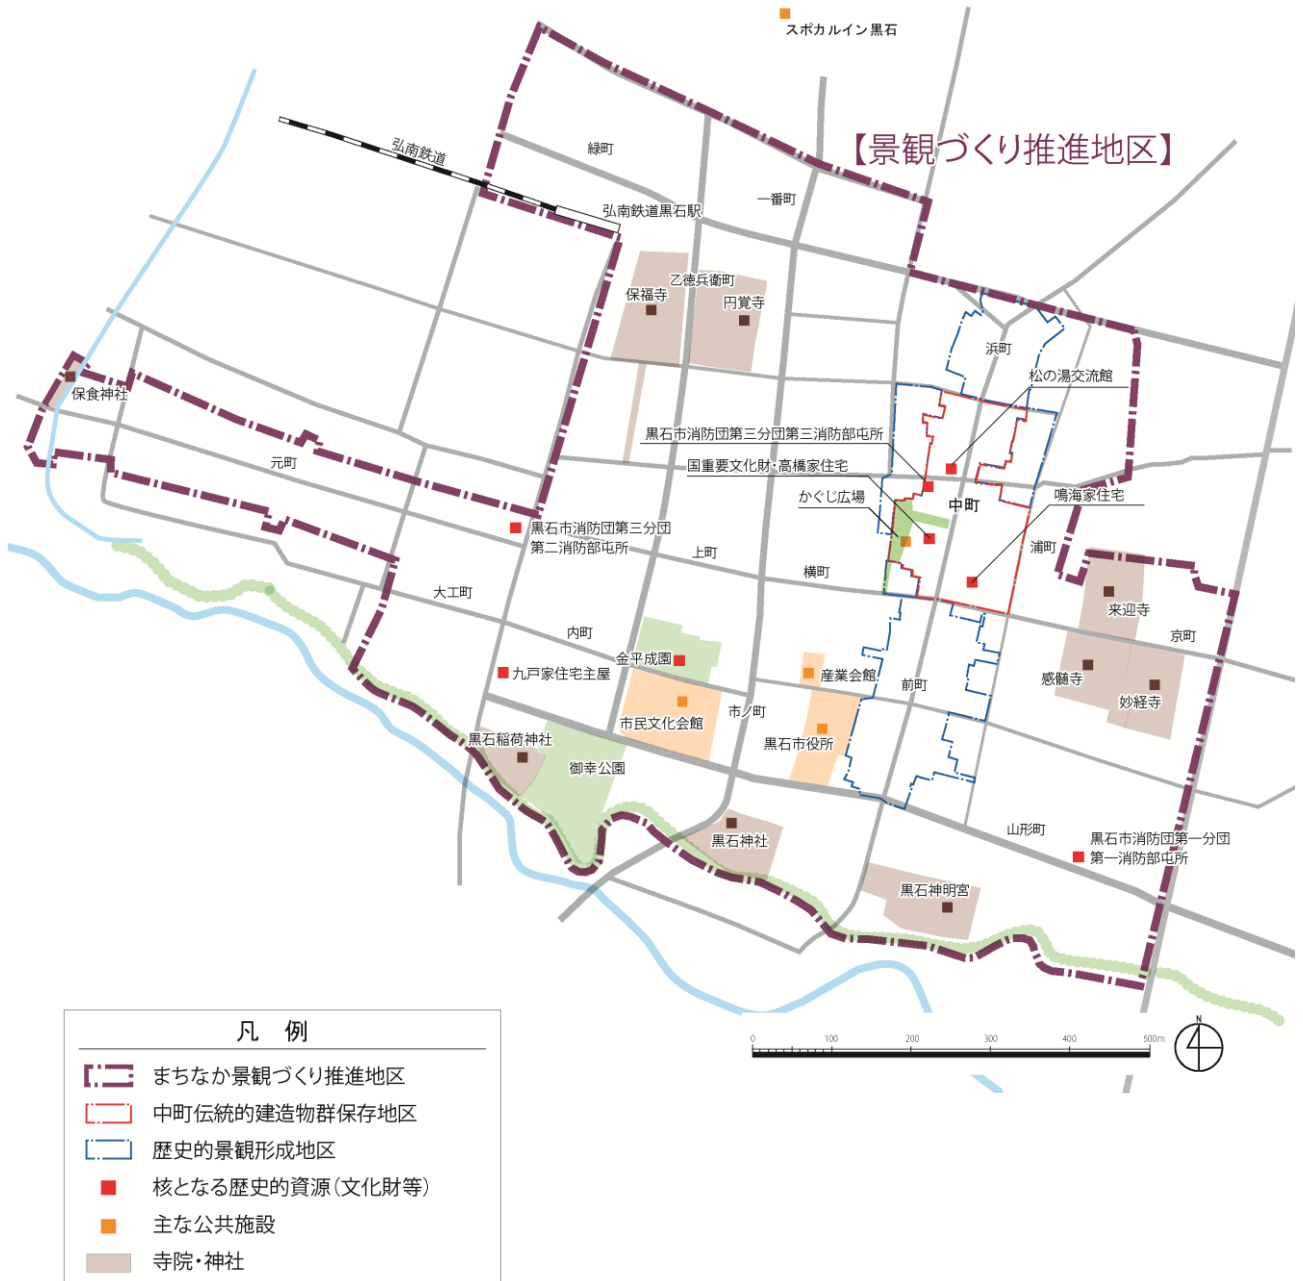 スポカルイン黒石
【景観づくり推進地区】
弘南鉄道
緑町
一番町
弘南鉄道黒石駅
乙徳兵衛町
保福寺
円覚寺
浜町
松の湯交流館
保食神社
黒石市消防団第三分団第三消防部屯所
元町
国重要文化財・高橋家住宅
かぐじ広場
中町
鳴海家住宅
黒石市消防団第三分団
第二消防部屯所
上町
浦町
横町
大工町
来迎寺
内町
京町
金平成園
九戸家住宅主屋
産業会館
前町
感髄寺
妙経寺
市民文化会館
市ノ町
黒石市役所
黒石稲荷神社
御幸公園
山形町
黒石神社
黒石市消防団第一分団
第一消防部屯所
黒石神明宮
凡 例
まちなか景観づくり推進地区
中町伝統的建造物群保存地区
歴史的景観形成地区
核となる歴史的資源（文化財等）
主な公共施設
寺院・神社
0 100 200 300 400 500m
N